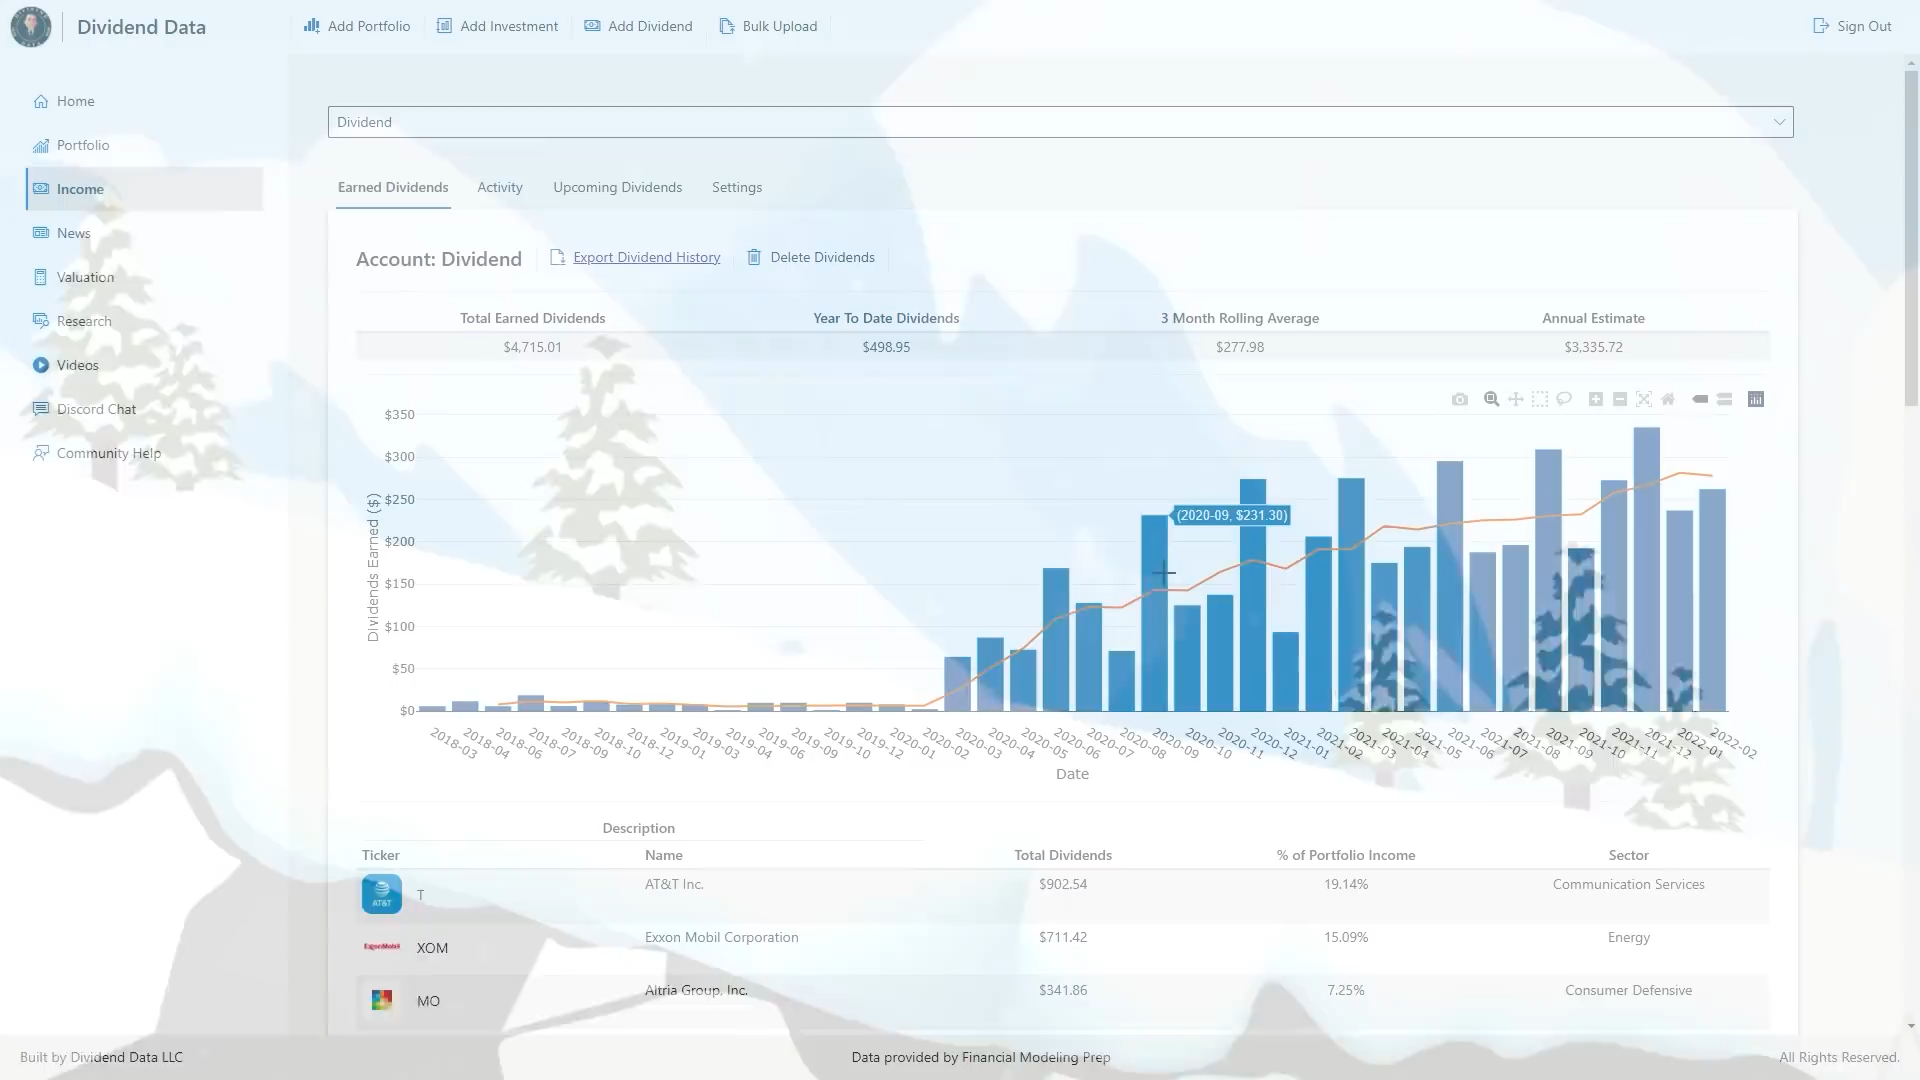 Dividend Data
Add Portfolio
Add Investment
Add Dividend
Bulk Upload
Sign Out
Home
Portfolio
Income
News
Valuation
Research
Videos
Discord Chat
Community Help
Dividend
Earned Dividends Activity Upcoming Dividends Settings
Account: Dividend
Export Dividend History
Delete Dividends
Total Earned Dividends Year To Date Dividends 3 Month Rolling Average Annual Estimate
$4,715.01 $498.95 $277.98 $3,335.72
$350
$300
$250
$200
$150
$100
$50
$0
Dividends Earned ($)
(2020-09, $231.30)
2018-03 2018-04 2018-06 2018-07 2018-09 2018-10 2018-12 2019-01 2019-03 2019-04 2019-06 2019-09 2019-10 2019-12 2020-01 2020-02 2020-03 2020-04 2020-05 2020-06 2020-07 2020-08 2020-09 2020-10 2020-11 2020-12 2021-01 2021-02 2021-03 2021-04 2021-05 2021-06 2021-07 2021-08 2021-09 2021-10 2021-11 2021-12 2022-01 2022-02
Date
Description
Ticker Name Total Dividends % of Portfolio Income Sector
AT&T T AT&T Inc. $902.54 19.14% Communication Services
ExxonMobil XOM Exxon Mobil Corporation $711.42 15.09% Energy
MO Altria Group, Inc. $341.86 7.25% Consumer Defensive
Built by Dividend Data LLC
Data provided by Financial Modeling Prep
All Rights Reserved.